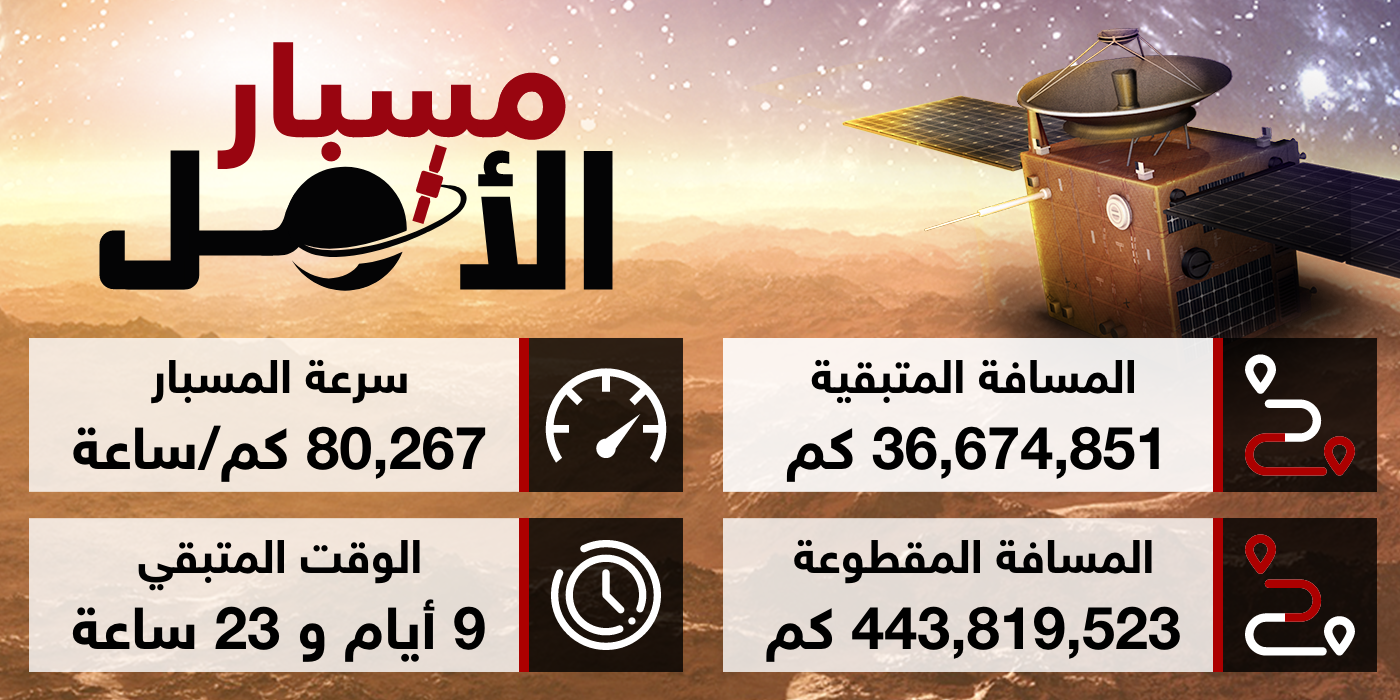 مسبار
الأمل
المسافة المتبقية
36,674,851 كم
سرعة المسبار
80,267 كم/ساعة
المسافة المقطوعة
443,819,523 كم
الوقت المتبقي
9 أيام و 23 ساعة